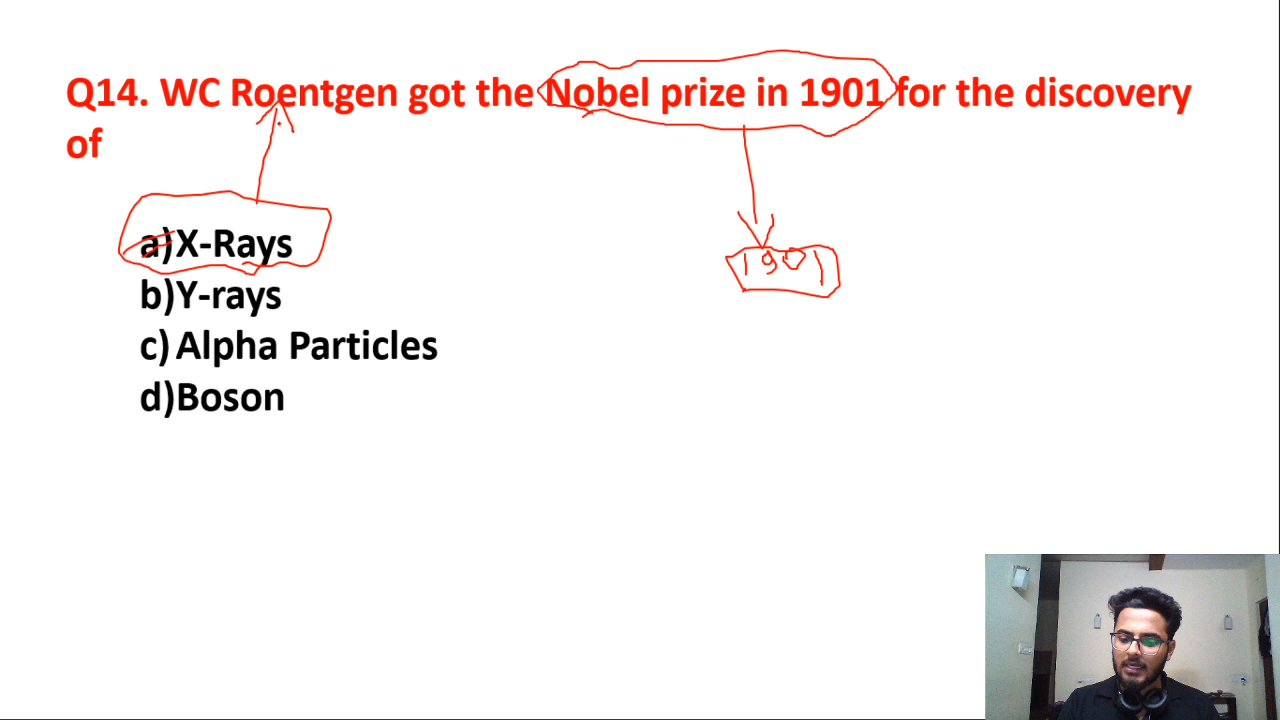 Q14. WC Roentgen got the Nobel prize in 1901 for the discovery
of
a)X-Rays
1901
b)Y-rays
c) Alpha Particles
d)Boson